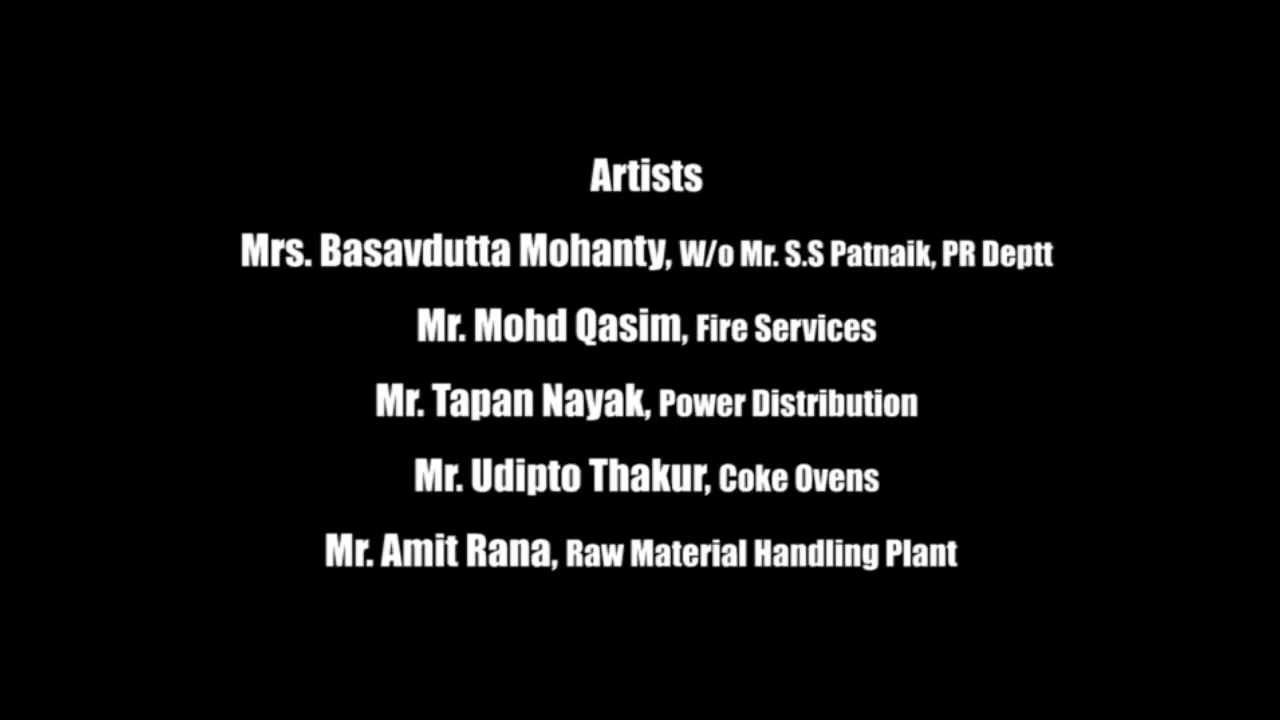 Artists
Mrs. Basavdutta Mohanty, W/o Mr. S.S Patnaik, PR Deptt
Mr. Mohd Qasim, Fire Services
Mr. Tapan Nayak, Power Distribution
Mr. Udipto Thakur, Coke Ovens
Mr. Amit Rana, Raw Material Handling Plant